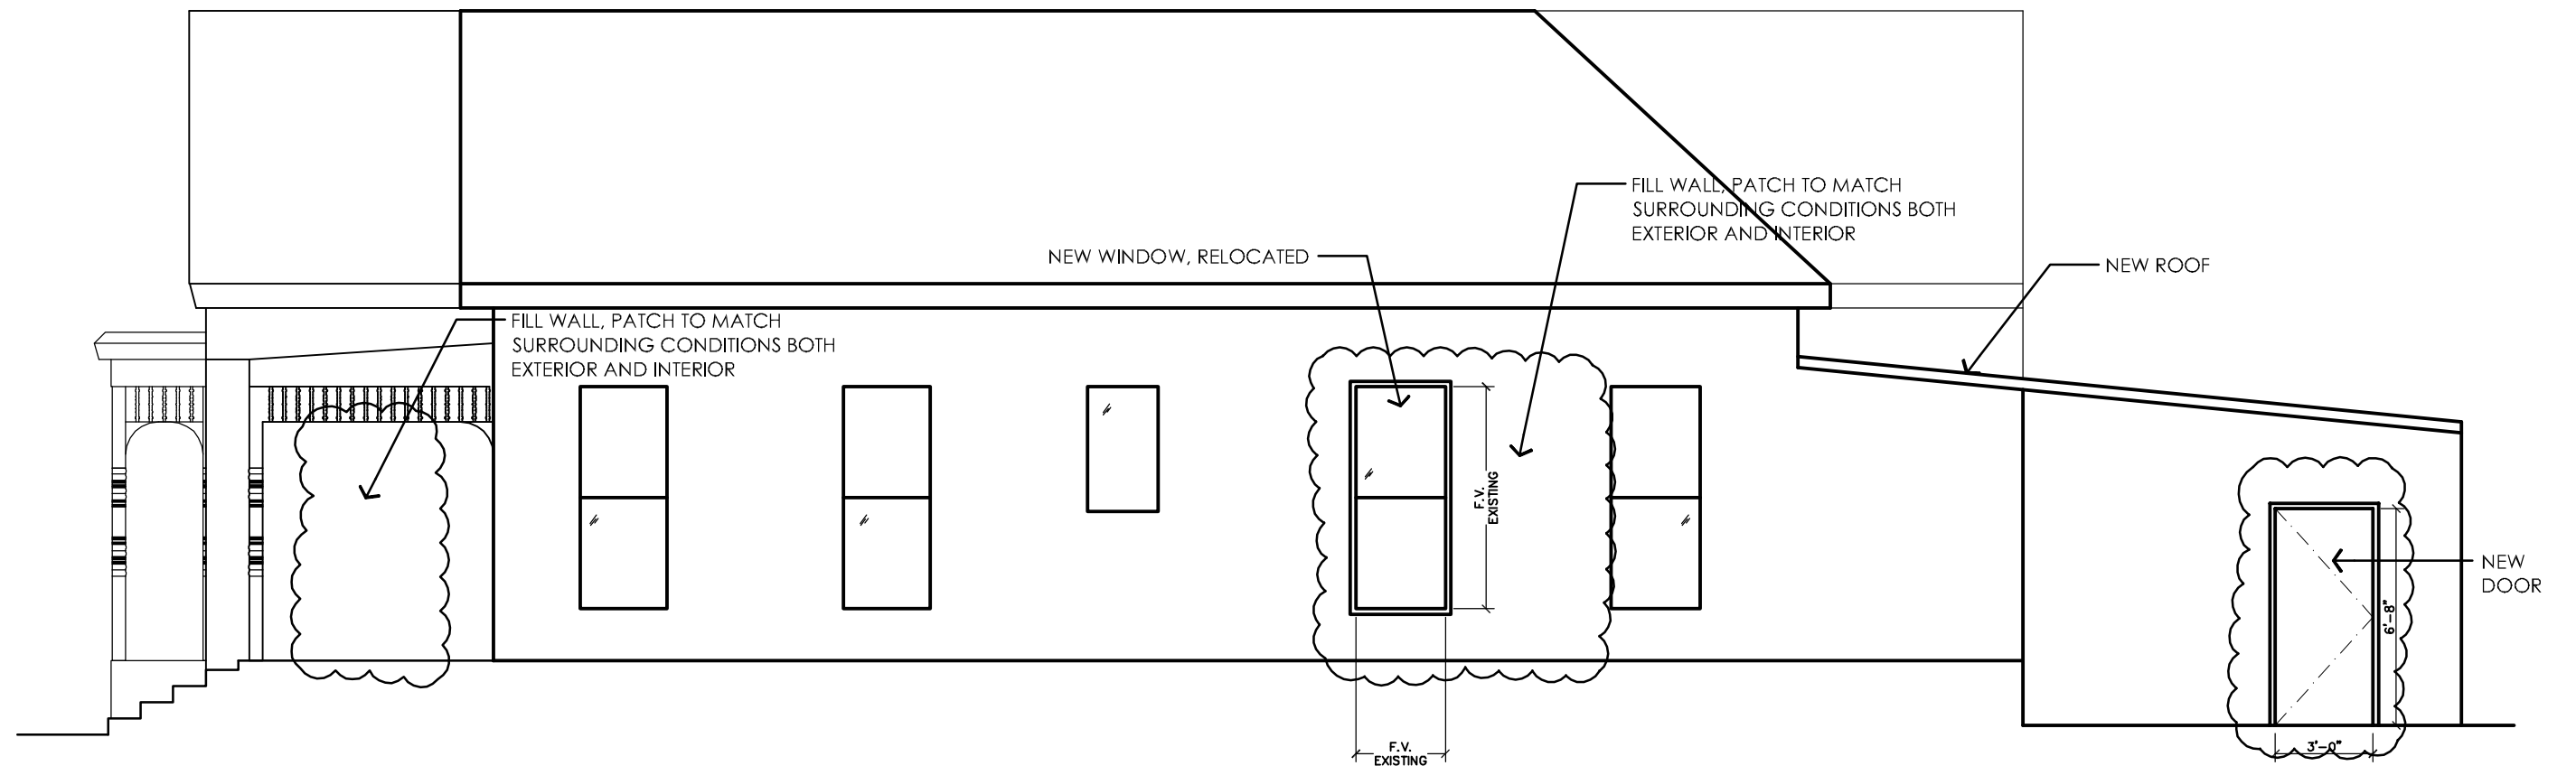 FILL WALL, PATCH TO MATCH
SURROUNDING CONDITIONS BOTH
EXTERIOR AND INTERIOR
NEW WINDOW, RELOCATED
NEW ROOF
FILL WALL, PATCH TO MATCH
SURROUNDING CONDITIONS BOTH
EXTERIOR AND INTERIOR
F.V.
EXISTING
NEW
DOOR
6'-8"
3'-0"
F.V.
EXISTING